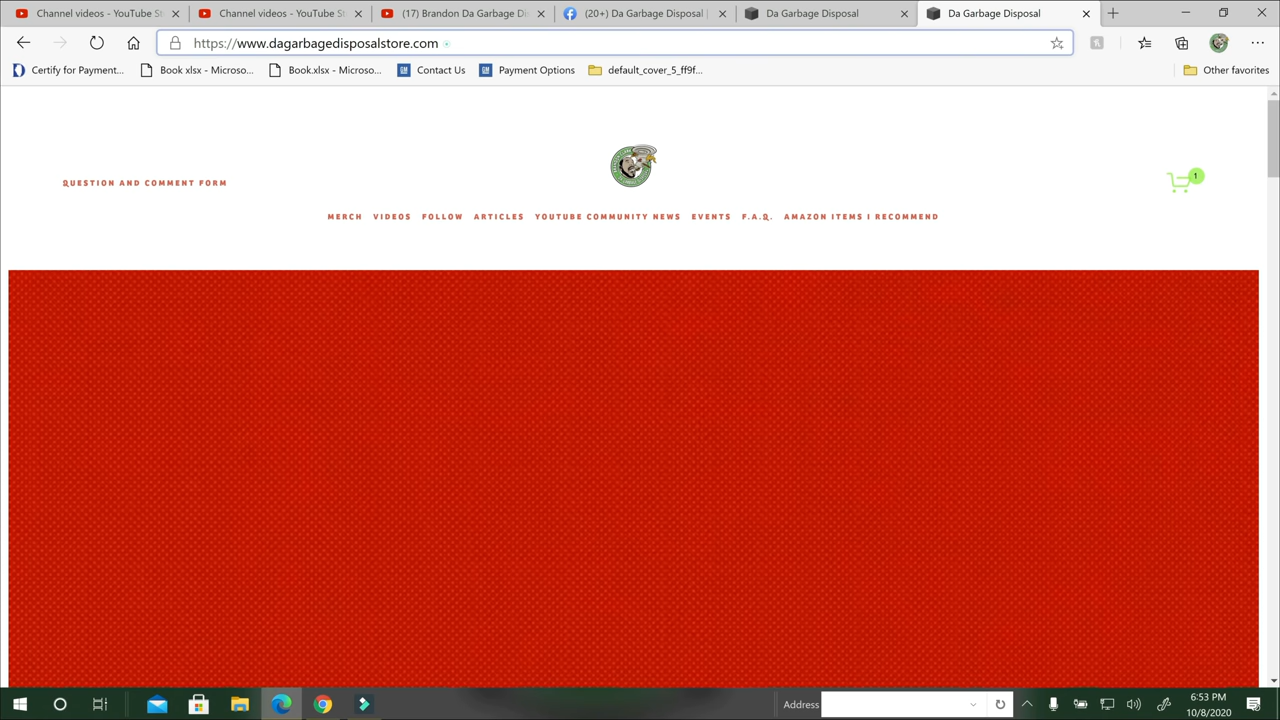 Channel videos - YouTube St
Channel videos - YouTube St
(17) Brandon Da Garbage Di
(20+) Da Garbage Disposal |
Da Garbage Disposal
Da Garbage Disposal
https://www.dagarbagedisposalstore.com
Certify for Payment...
Book xlsx - Microso...
Book.xlsx - Microso...
GM
Contact Us
GM
Payment Options
default_cover_5_ff9f...
Other favorites
QUESTION AND COMMENT FORM
1
MERCH VIDEOS FOLLOW ARTICLES YOUTUBE COMMUNITY NEWS EVENTS F.A.Q. AMAZON ITEMS I RECOMMEND
Address
6:53 PM
10/8/2020